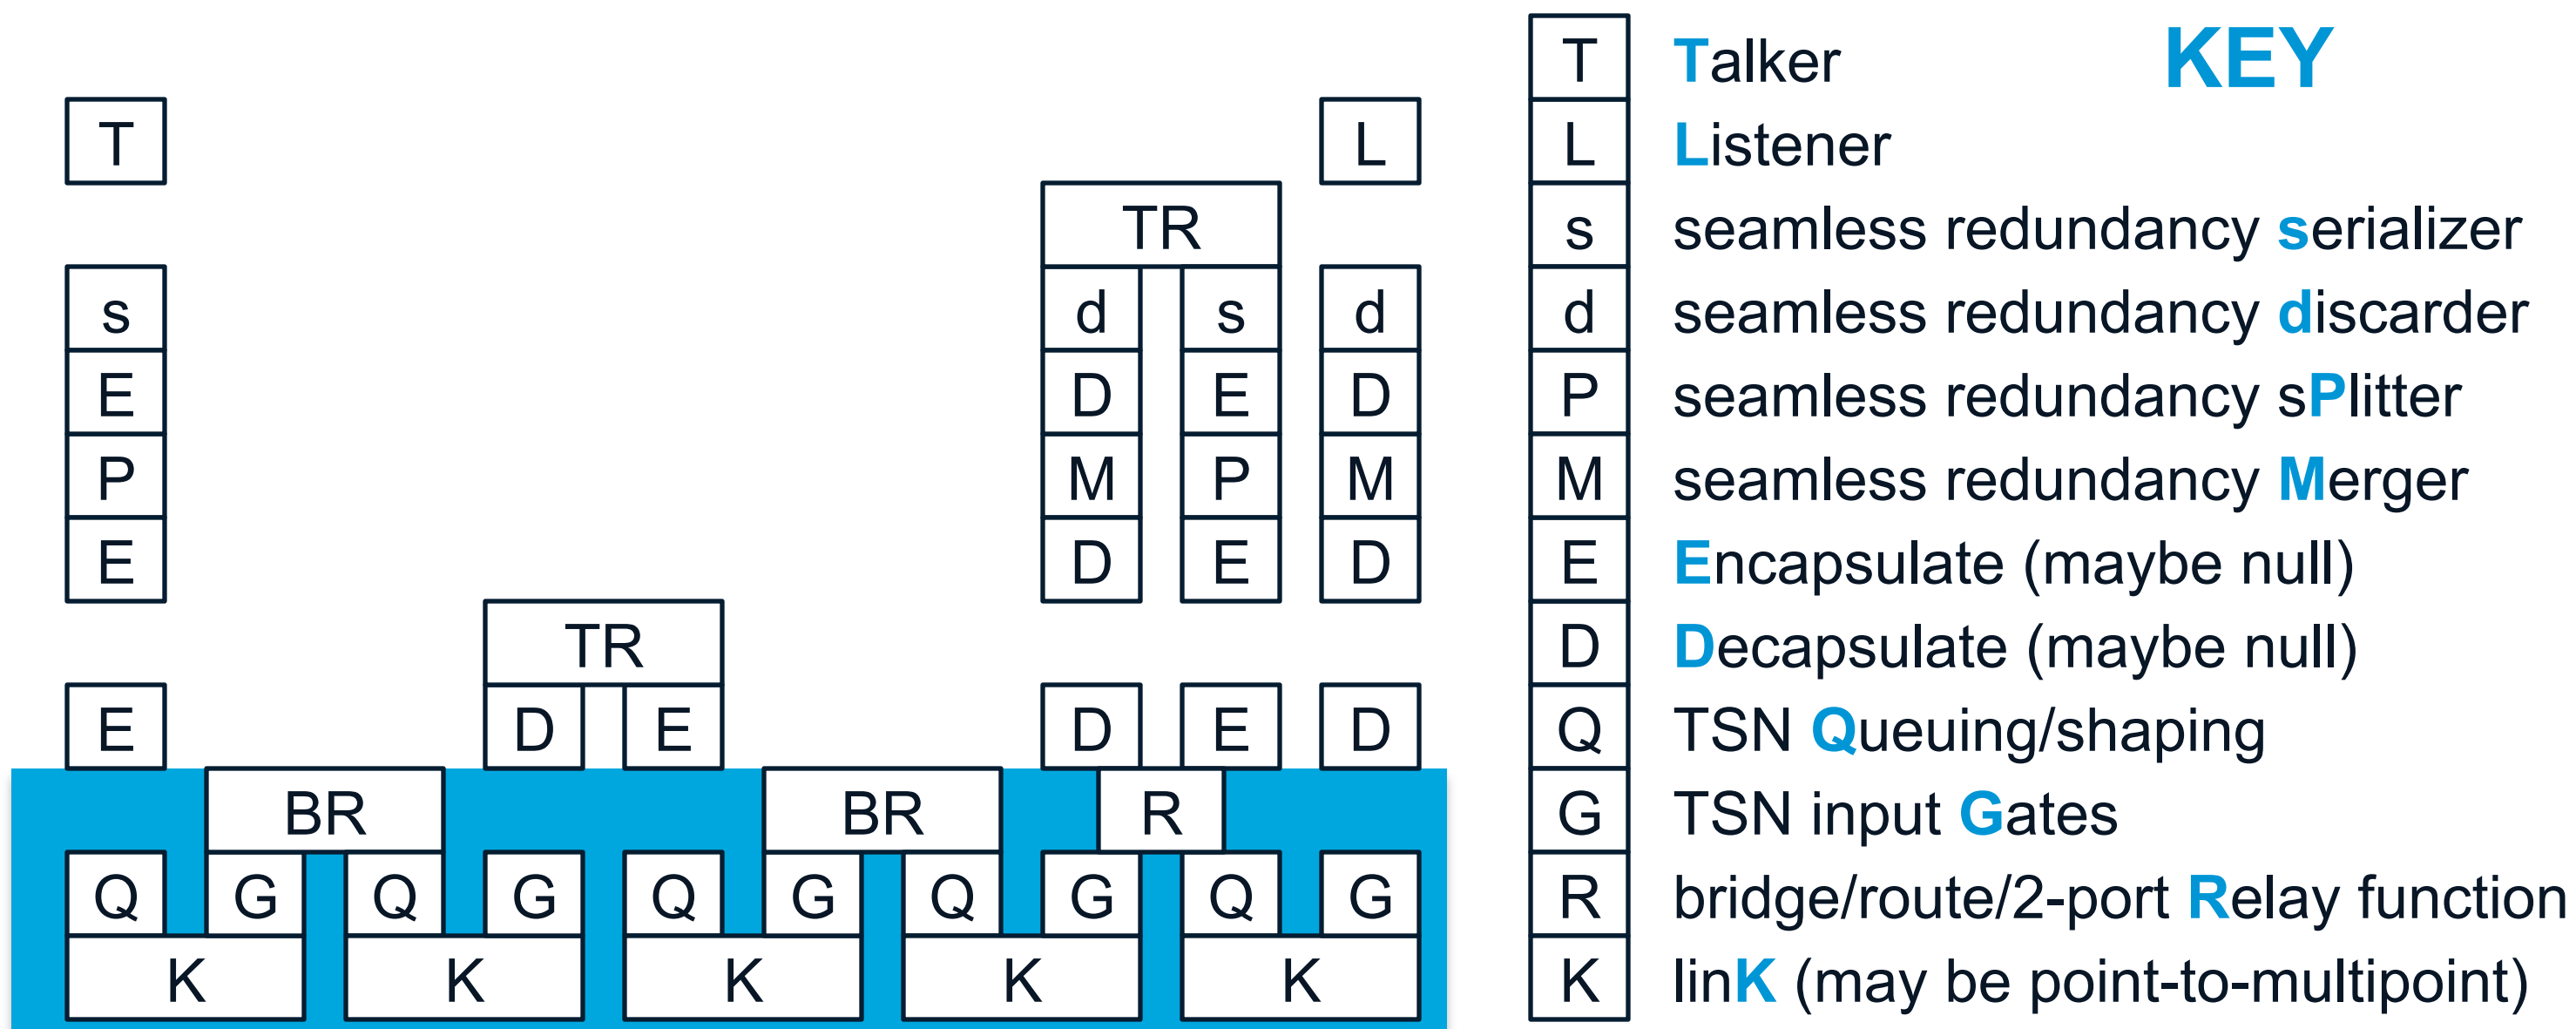 T Talker KEY
T L L Listener
TR s seamless redundancy serializer
s d s d d seamless redundancy discarder
E D E D P seamless redundancy sPlitter
P M P M M seamless redundancy Merger
E D E D E Encapsulate (maybe null)
TR D Decapsulate (maybe null)
E D E D E D Q TSN Queuing/shaping
BR BR R G TSN input Gates
Q G Q G Q G Q G Q G R bridge/route/2-port Relay function
K K K K K K linK (may be point-to-multipoint)